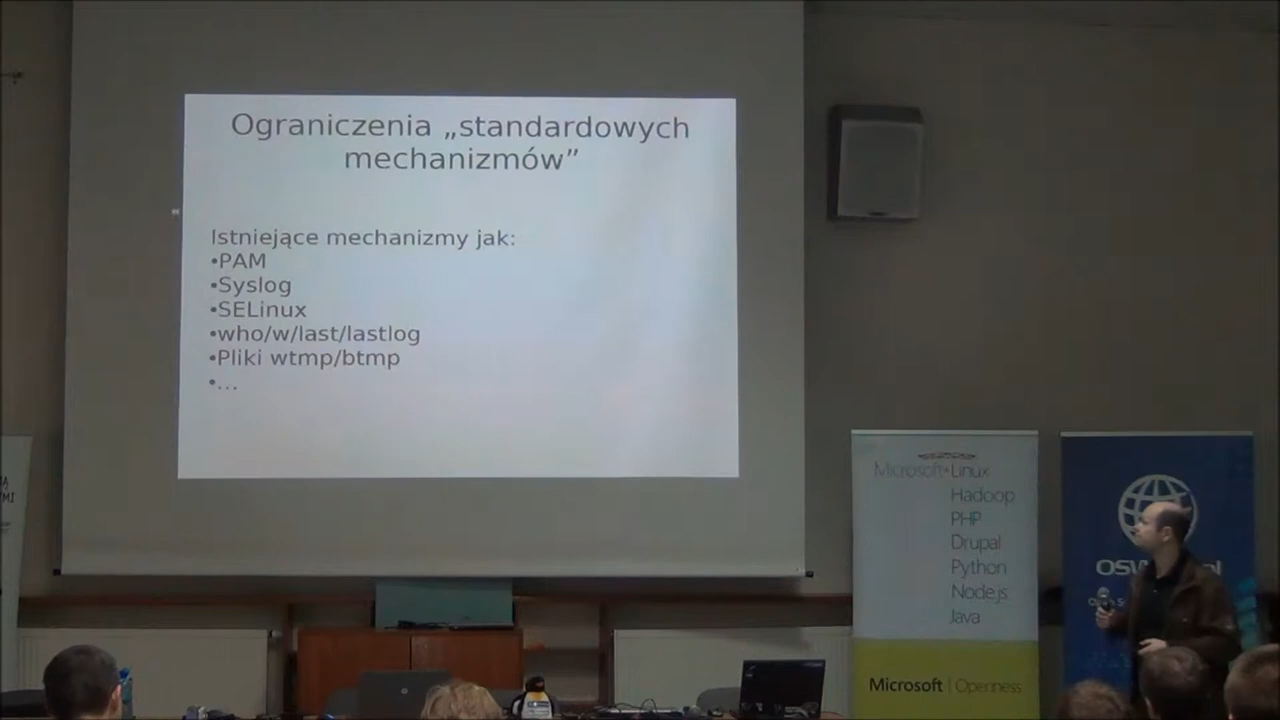 Ograniczenia „standardowych
mechanizmów”
Istniejące mechanizmy jak:
•PAM
•Syslog
•SELinux
•who/w/last/lastlog
•Pliki wtmp/btmp
•...
Microsoft+Linux
Hadoop
PHP
Drupal
Python
Node.js
Java
Microsoft | Openness